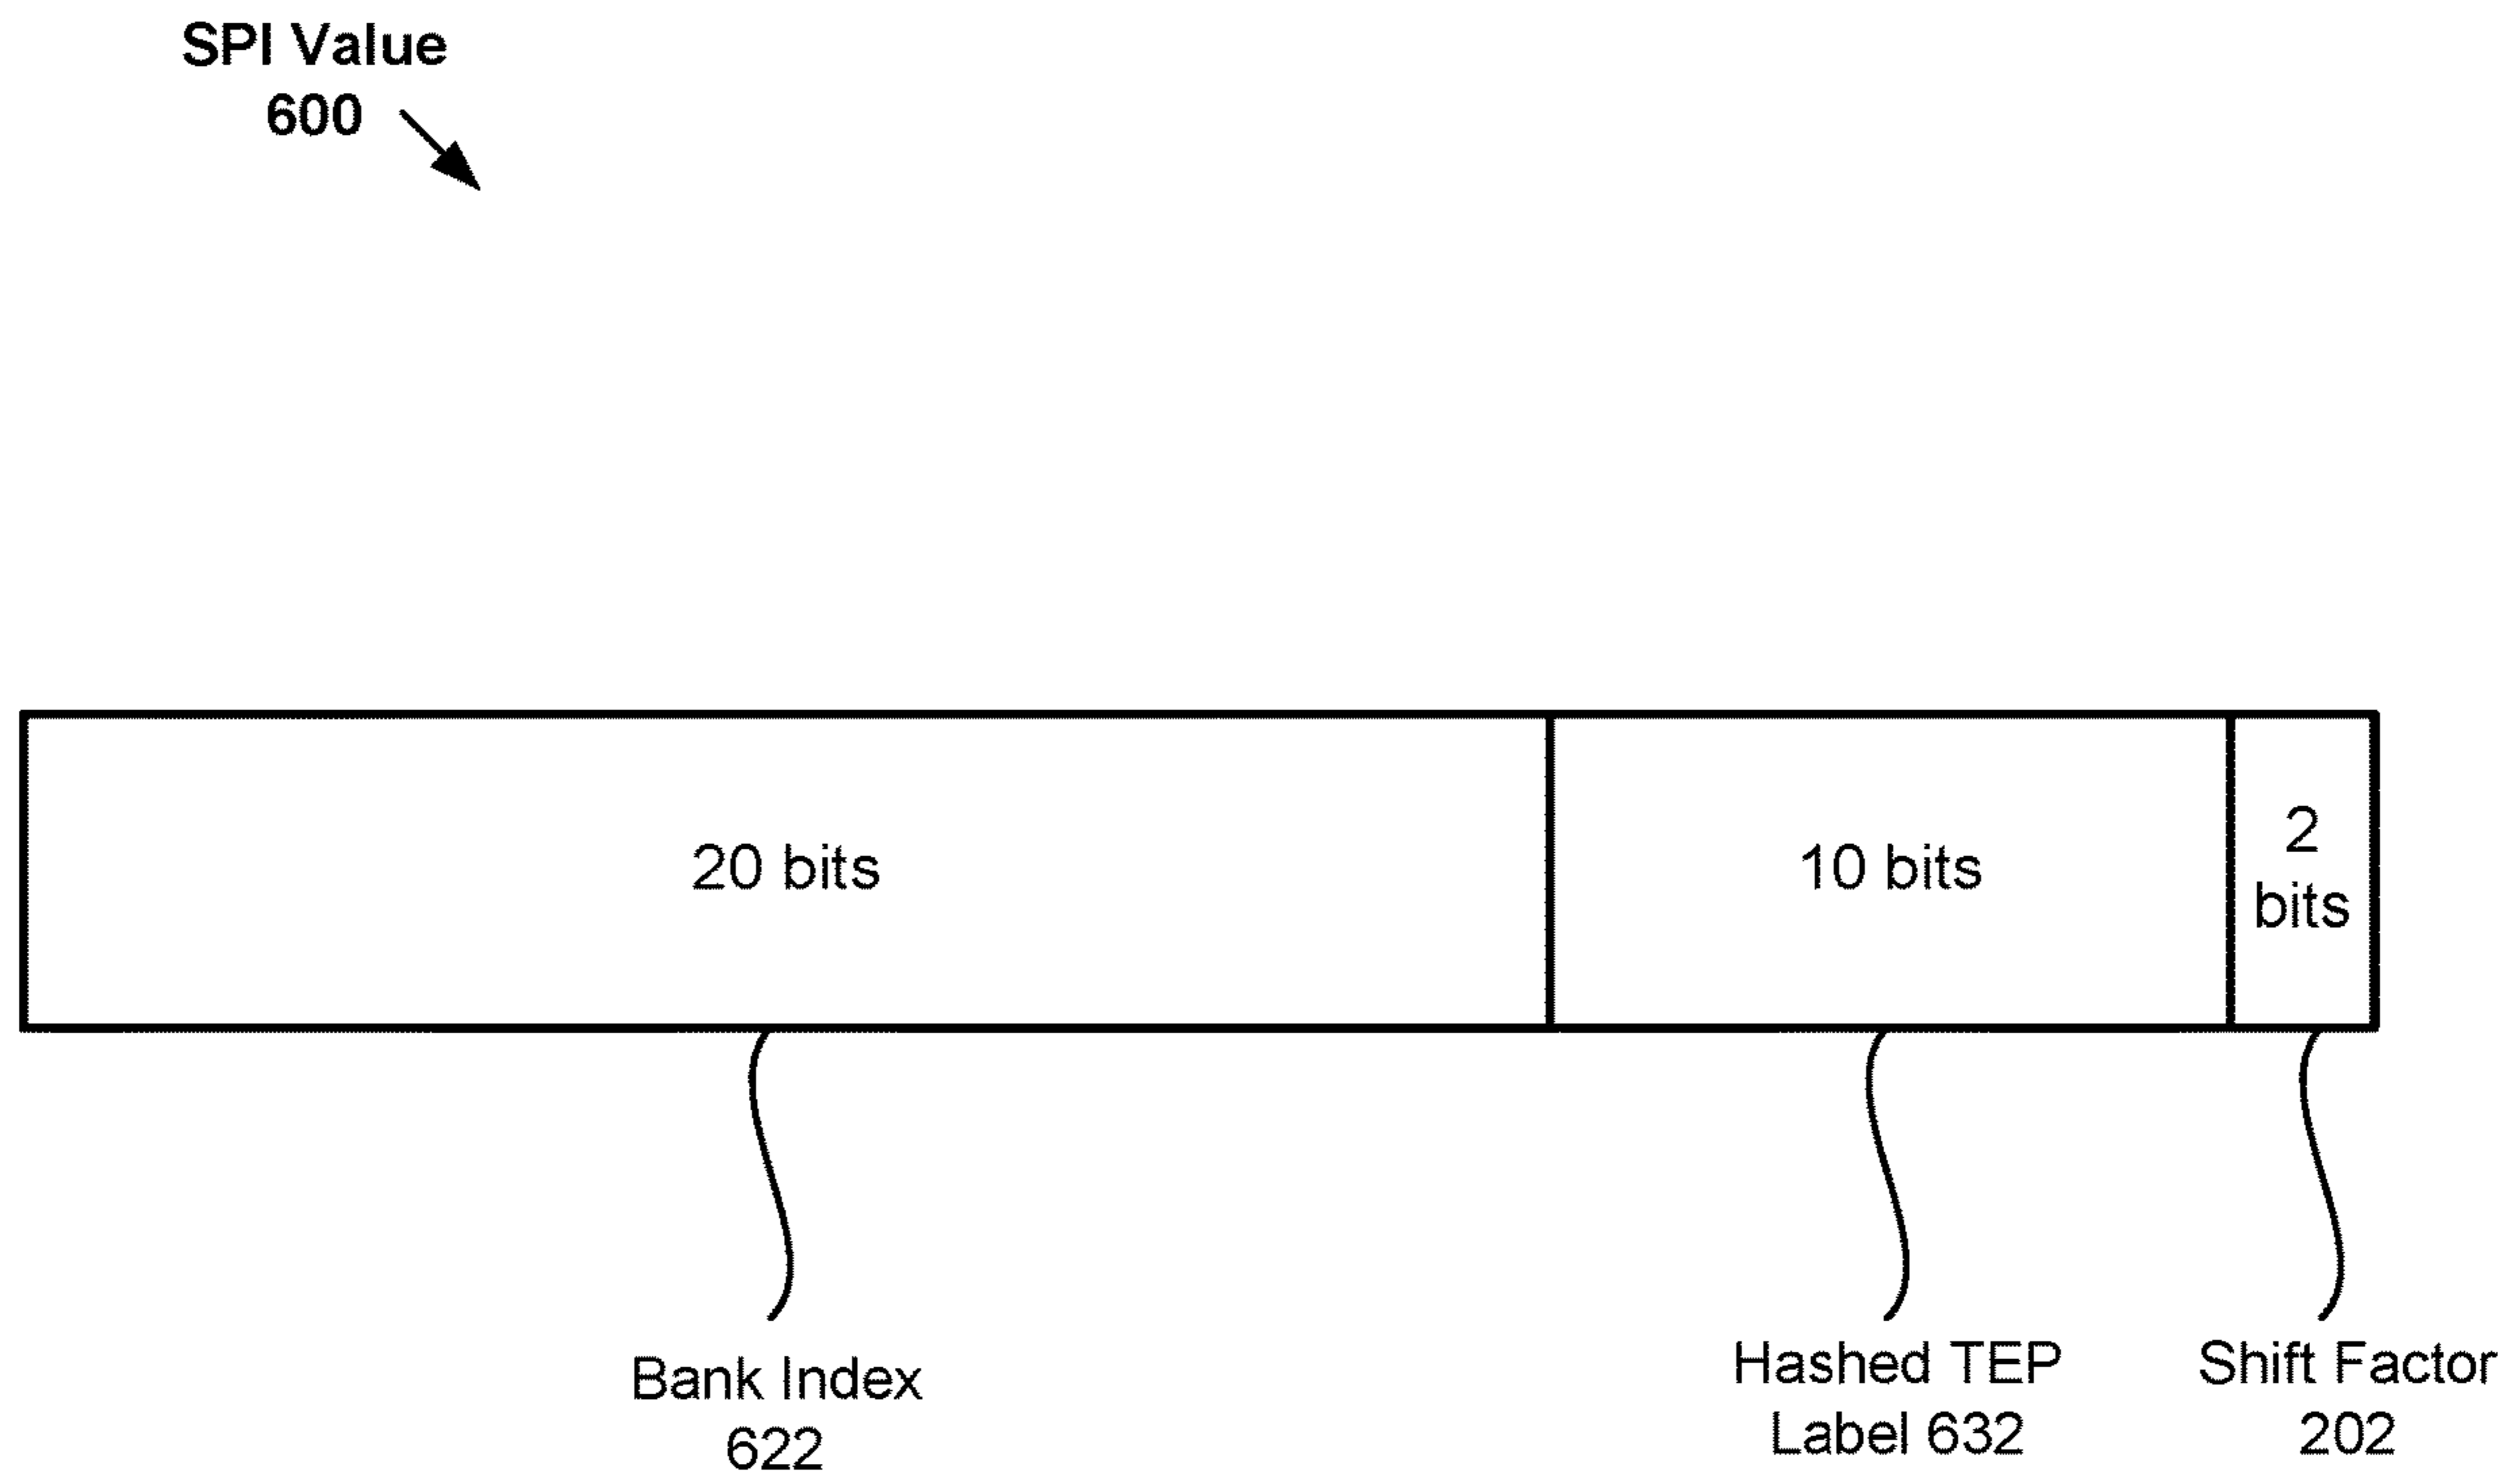 SPI Value
600
20 bits
10 bits
2
bits
Bank Index
622
Hashed TEP
Label 632
Shift Factor
202